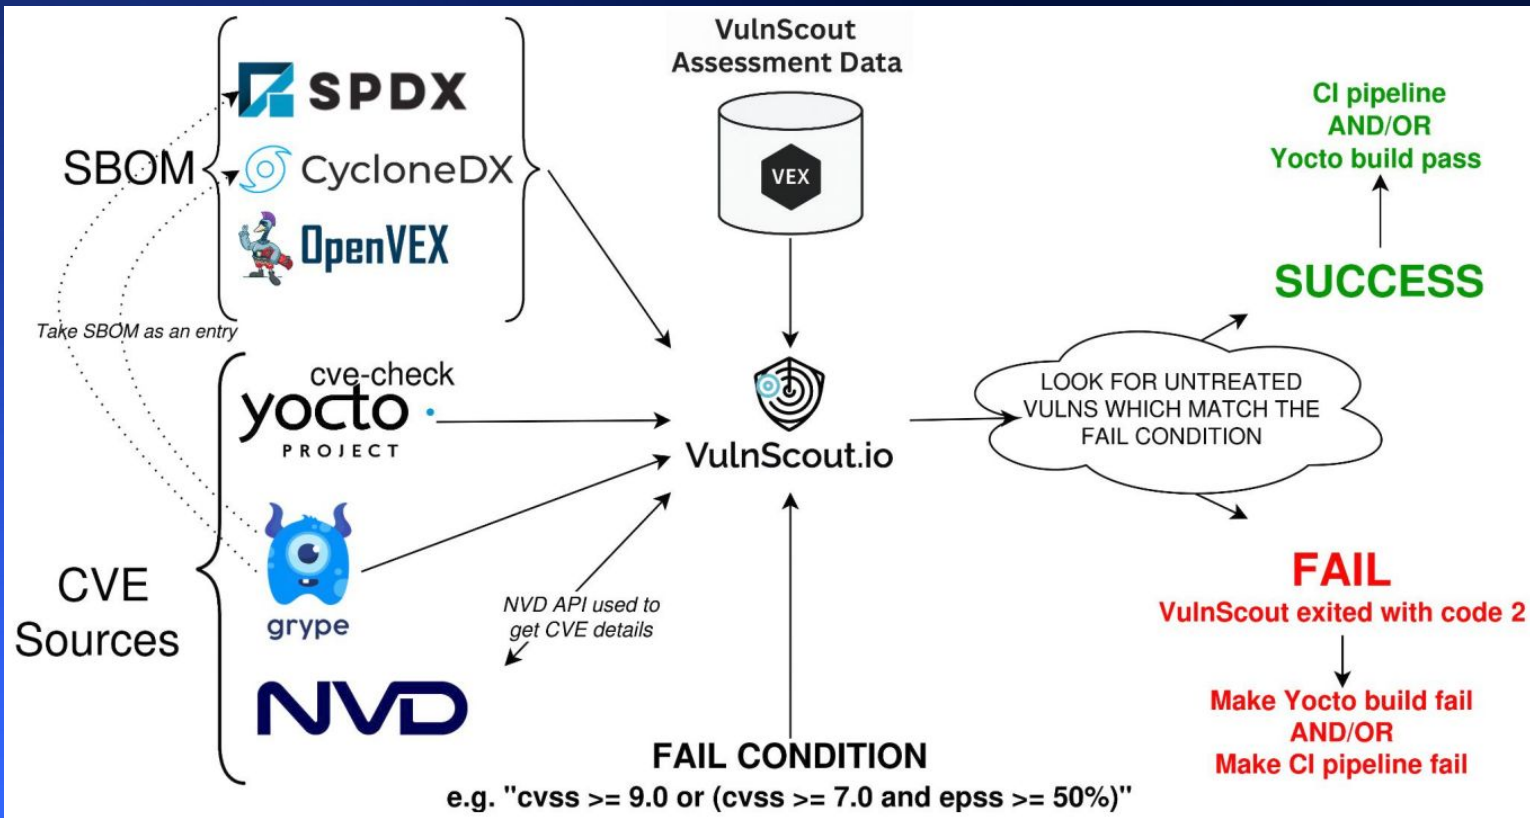 SBOM
SPDX
CycloneDX
OpenVEX
Take SBOM as an entry
CVE
Sources
cve-check
yocto
PROJECT
grype
NVD
VulnScout
Assessment Data
VEX
VulnScout.io
NVD API used to
get CVE details
FAIL CONDITION
e.g. "cvss >= 9.0 or (cvss >= 7.0 and epss >= 50%)"
LOOK FOR UNTREATED
VULNS WHICH MATCH THE
FAIL CONDITION
CI pipeline
AND/OR
Yocto build pass
SUCCESS
FAIL
VulnScout exited with code 2
Make Yocto build fail
AND/OR
Make CI pipeline fail